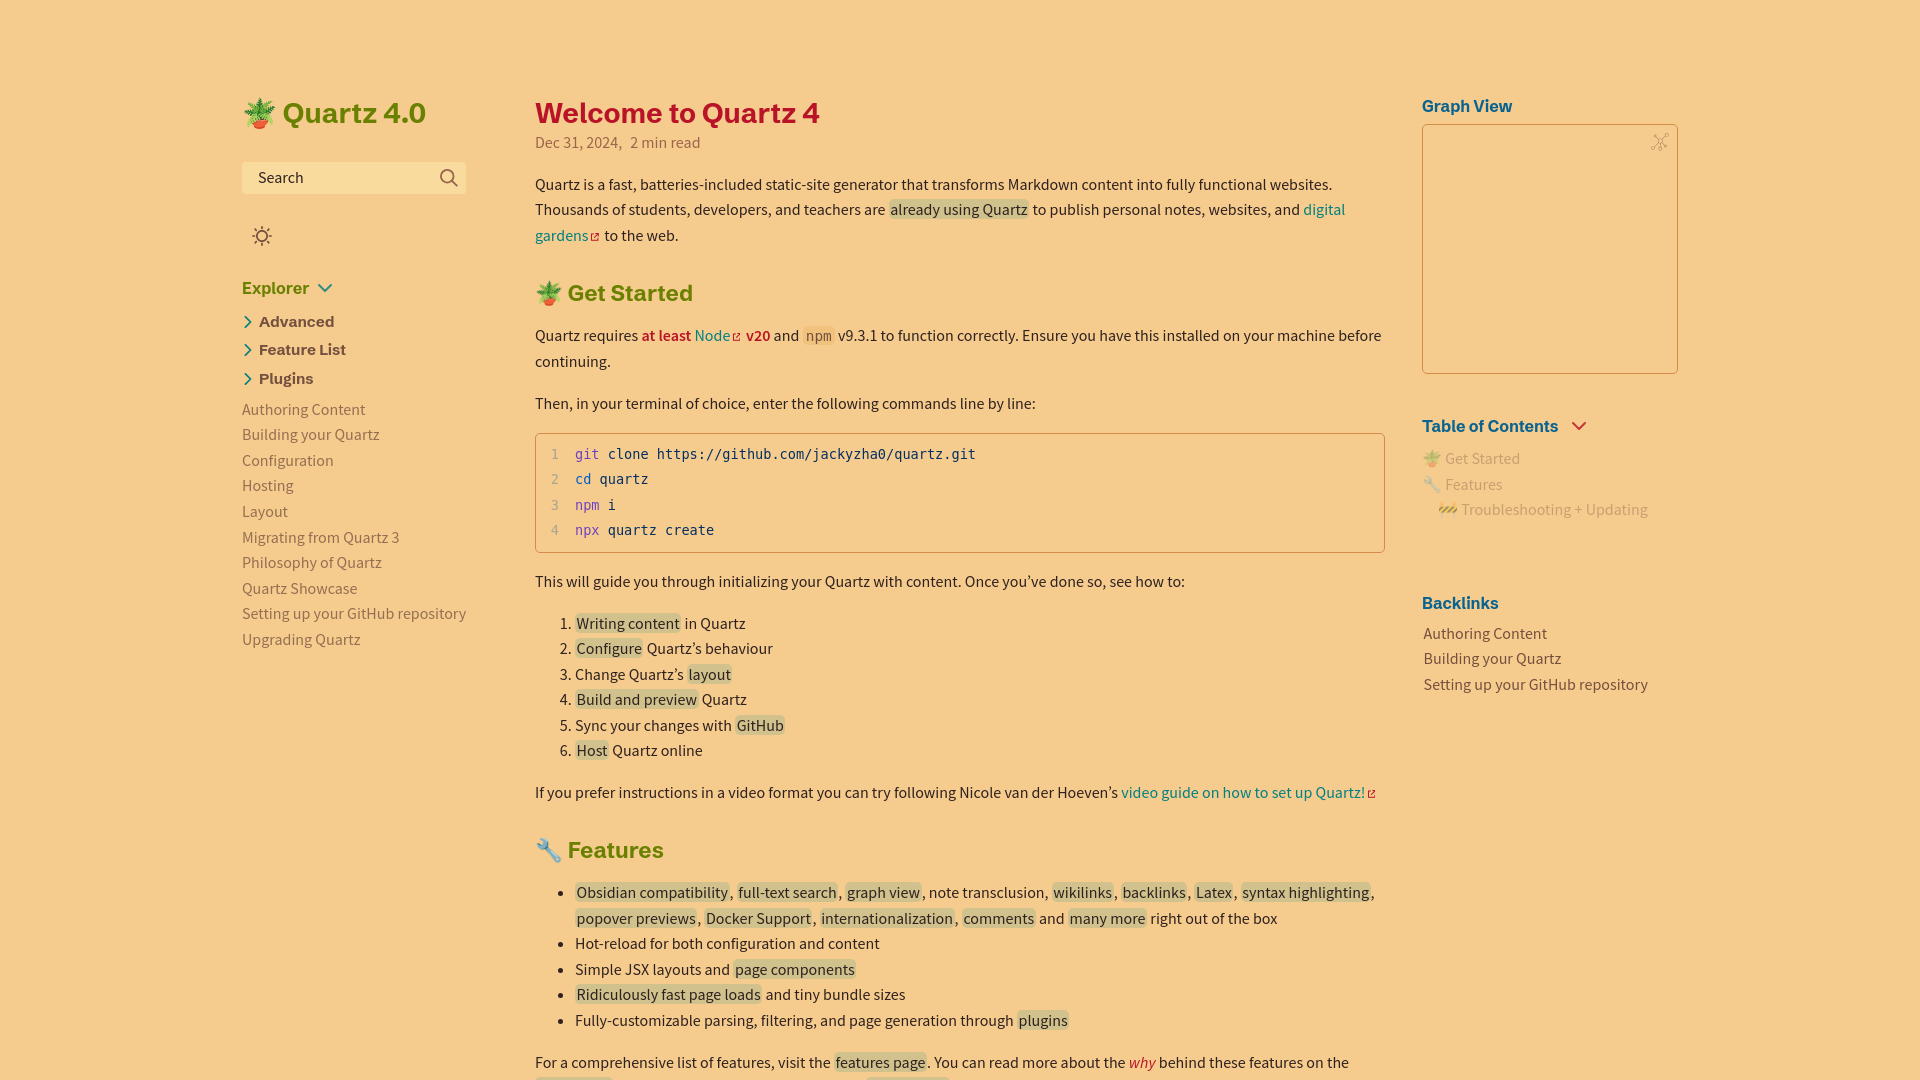 🪴 Quartz 4.0
Search
Explorer
Advanced
Feature List
Plugins
Authoring Content
Building your Quartz
Configuration
Hosting
Layout
Migrating from Quartz 3
Philosophy of Quartz
Quartz Showcase
Setting up your GitHub repository
Upgrading Quartz
Welcome to Quartz 4
Dec 31, 2024, 2 min read
Quartz is a fast, batteries-included static-site generator that transforms Markdown content into fully functional websites.
Thousands of students, developers, and teachers are already using Quartz to publish personal notes, websites, and digital
gardens to the web.
🪴 Get Started
Quartz requires at least Node v20 and npm v9.3.1 to function correctly. Ensure you have this installed on your machine before
continuing.
Then, in your terminal of choice, enter the following commands line by line:
1 git clone https://github.com/jackyzha0/quartz.git
2 cd quartz
3 npm i
4 npx quartz create
This will guide you through initializing your Quartz with content. Once you’ve done so, see how to:
1. Writing content in Quartz
2. Configure Quartz’s behaviour
3. Change Quartz’s layout
4. Build and preview Quartz
5. Sync your changes with GitHub
6. Host Quartz online
If you prefer instructions in a video format you can try following Nicole van der Hoeven’s video guide on how to set up Quartz!
🔧 Features
• Obsidian compatibility, full-text search, graph view, note transclusion, wikilinks, backlinks, Latex, syntax highlighting,
popover previews, Docker Support, internationalization, comments and many more right out of the box
• Hot-reload for both configuration and content
• Simple JSX layouts and page components
• Ridiculously fast page loads and tiny bundle sizes
• Fully-customizable parsing, filtering, and page generation through plugins
For a comprehensive list of features, visit the features page. You can read more about the why behind these features on the
Graph View
Table of Contents
🪴 Get Started
🔧 Features
🚧 Troubleshooting + Updating
Backlinks
Authoring Content
Building your Quartz
Setting up your GitHub repository